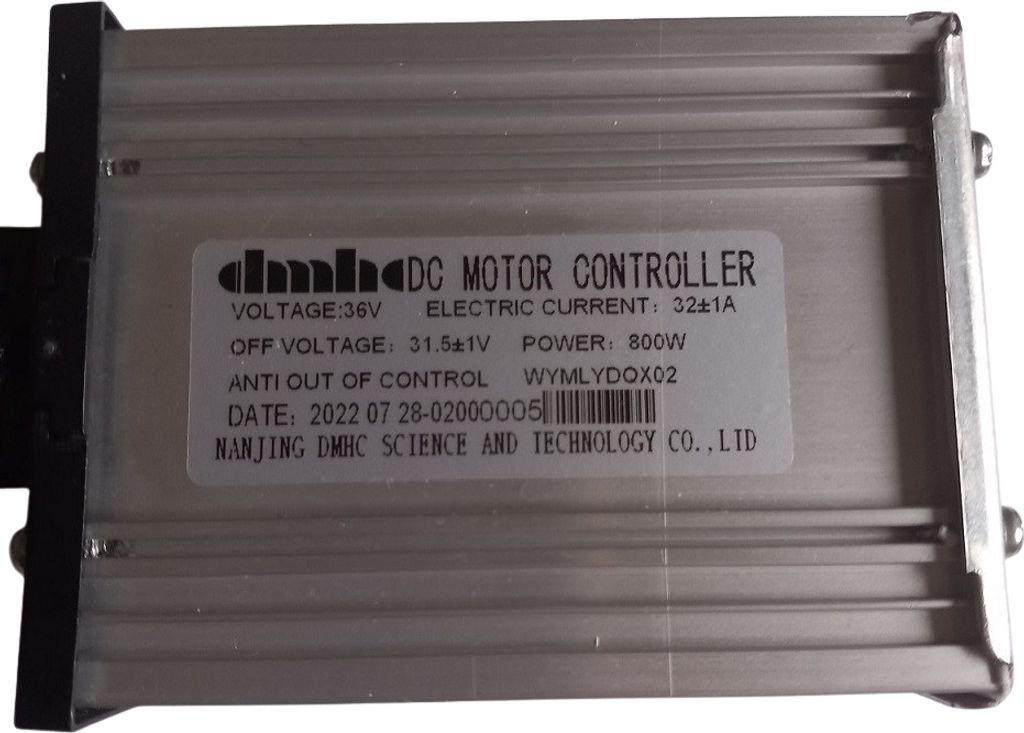 dmhc DC MOTOR CONTROLLER
VOLTAGE:36V ELECTRIC CURRENT: 32±1A
OFF VOLTAGE: 31.5±1V POWER: 800W
ANTI OUT OF CONTROL WYMLYDOX02
DATE: 2022 07 28-02000005
NANJING DMHC SCIENCE AND TECHNOLOGY CO.,LTD